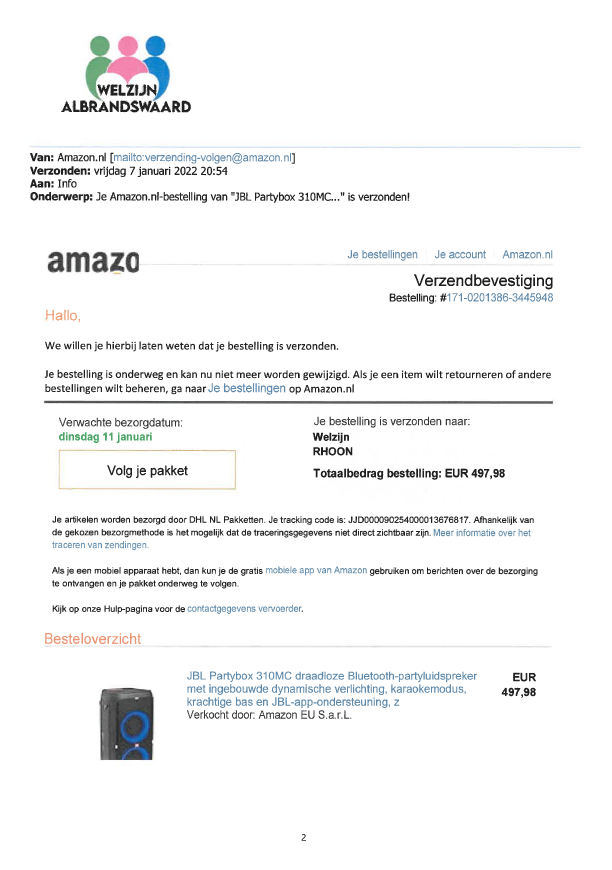 WELZIJN
ALBRANDSWAARD
Van: Amazon.nl [mailto:verzending-volgen@amazon.nl]
Verzonden: vrijdag 7 januari 2022 20:54
Aan: Info
Onderwerp: Je Amazon.nl-bestelling van "JBL Partybox 310MC..." is verzonden!
amazo
Je bestellingen | Je account | Amazon.nl
Verzendbevestiging
Bestelling: #171-0201386-3445948
Hallo,
We willen je hierbij laten weten dat je bestelling is verzonden.
Je bestelling is onderweg en kan nu niet meer worden gewijzigd. Als je een item wilt retourneren of andere
bestellingen wilt beheren, ga naar Je bestellingen op Amazon.nl
Verwachte bezorgdatum:
dinsdag 11 januari
Volg je pakket
Je bestelling is verzonden naar:
Welzijn
RHOON
Totaalbedrag bestelling: EUR 497,98
Je artikelen worden bezorgd door DHL NL Pakketten. Je tracking code is: JJD000090254000013676817. Afhankelijk van
de gekozen bezorgmethode is het mogelijk dat de traceringsgegevens niet direct zichtbaar zijn. Meer informatie over het
traceren van zendingen.
Als je een mobiel apparaat hebt, dan kun je de gratis mobiele app van Amazon gebruiken om berichten over de bezorging
te ontvangen en je pakket onderweg te volgen.
Kijk op onze Hulp-pagina voor de contactgegevens vervoerder.
Besteloverzicht
JBL Partybox 310MC draadloze Bluetooth-partyluidspreker
met ingebouwde dynamische verlichting, karaokemodus,
krachtige bas en JBL-app-ondersteuning, z
Verkocht door: Amazon EU S.a.r.L.
EUR
497,98
2